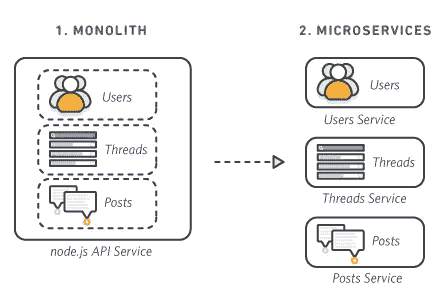 1. MONOLITH
Users
Threads
Posts
node.js API Service
2. MICROSERVICES
Users
Users Service
Threads
Threads Service
Posts
Posts Service